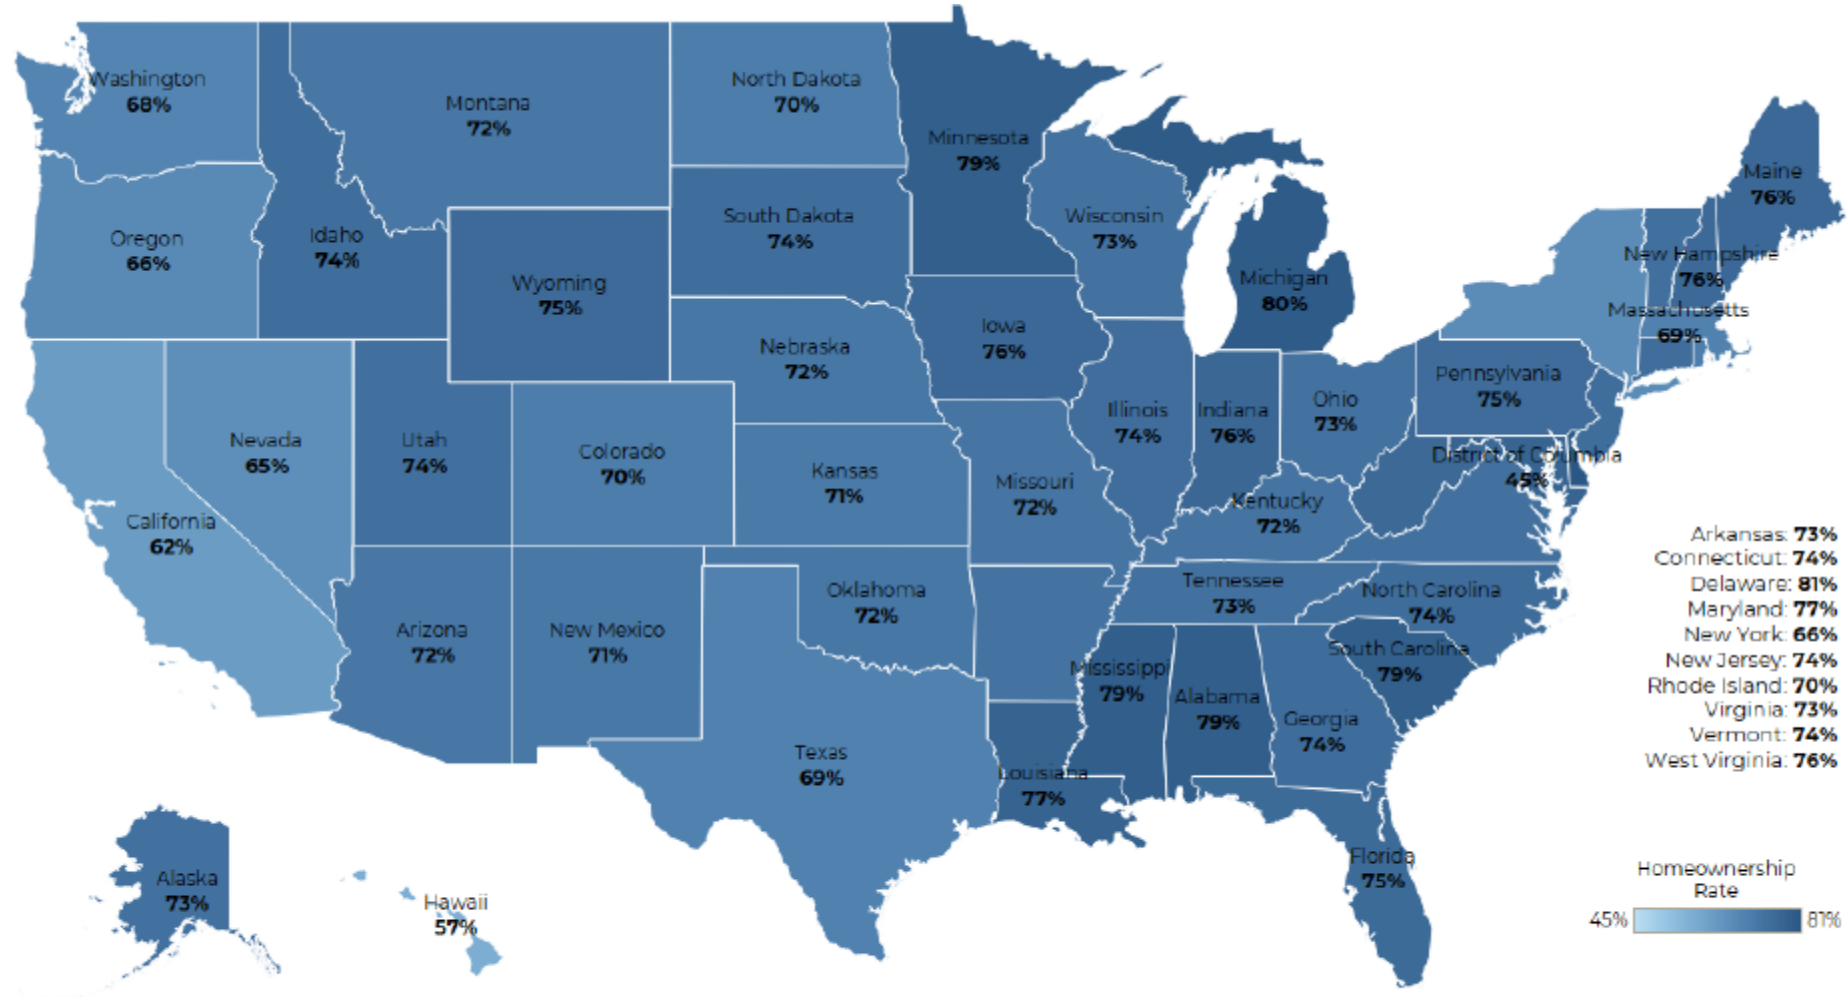 Washington
68%
Montana
72%
North Dakota
70%
Minnesota
79%
Maine
76%
Oregon
66%
Idaho
74%
South Dakota
74%
Wisconsin
73%
Wyoming
75%
Michigan
80%
New Hampshire
76%
Massachusetts
69%
Iowa
76%
Nebraska
72%
Pennsylvania
75%
Nevada
65%
Utah
74%
Colorado
70%
Kansas
71%
Illinois
74%
Indiana
76%
Ohio
73%
District of Columbia
45%
Missouri
72%
Kentucky
72%
California
62%
Arizona
72%
New Mexico
71%
Oklahoma
72%
Tennessee
73%
North Carolina
74%
South Carolina
79%
Mississippi
79%
Alabama
79%
Georgia
74%
Texas
69%
Louisiana
77%
Florida
75%
Alaska
73%
Hawaii
57%
Arkansas: 73%
Connecticut: 74%
Delaware: 81%
Maryland: 77%
New York: 66%
New Jersey: 74%
Rhode Island: 70%
Virginia: 73%
Vermont: 74%
West Virginia: 76%
Homeownership
Rate
45% 81%